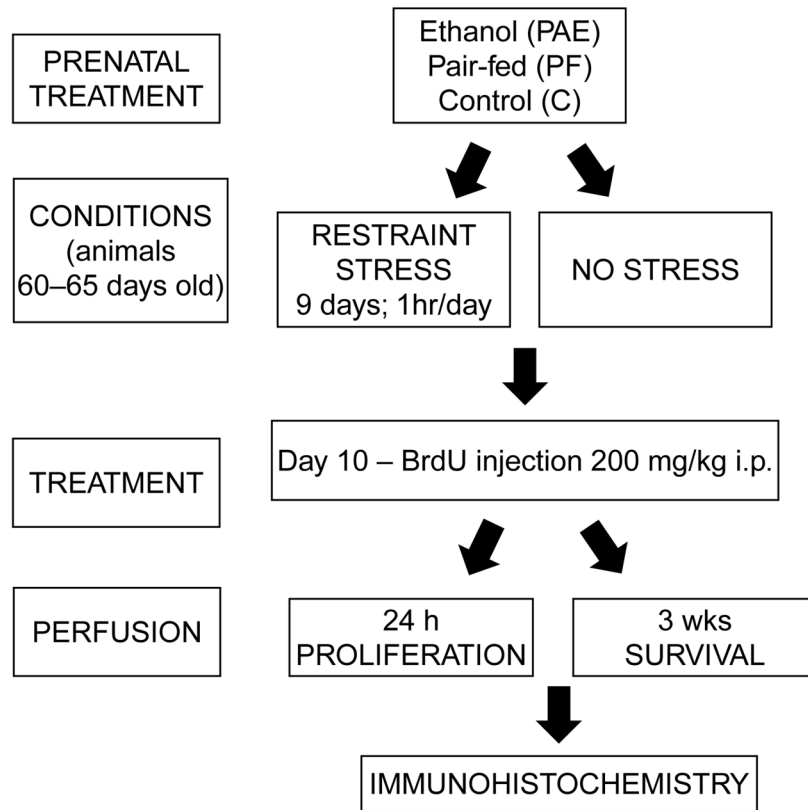 PRENATAL
TREATMENT
Ethanol (PAE)
Pair-fed (PF)
Control (C)
CONDITIONS
(animals
60–65 days old)
RESTRAINT
STRESS
9 days; 1hr/day
NO STRESS
TREATMENT
Day 10 – BrdU injection 200 mg/kg i.p.
PERFUSION
24 h
PROLIFERATION
3 wks
SURVIVAL
IMMUNOHISTOCHEMISTRY